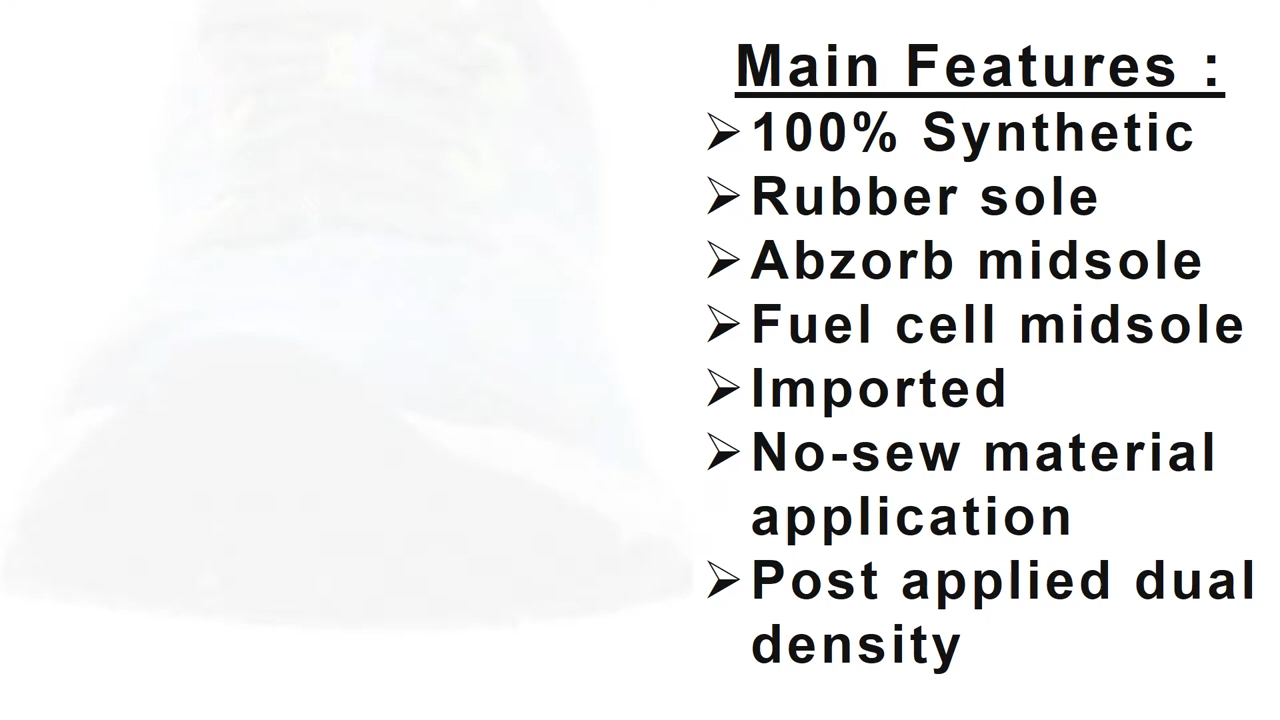 Main Features :
➢100% Synthetic
➢Rubber sole
➢Abzorb midsole
➢Fuel cell midsole
➢Imported
➢No-sew material
application
➢Post applied dual
density